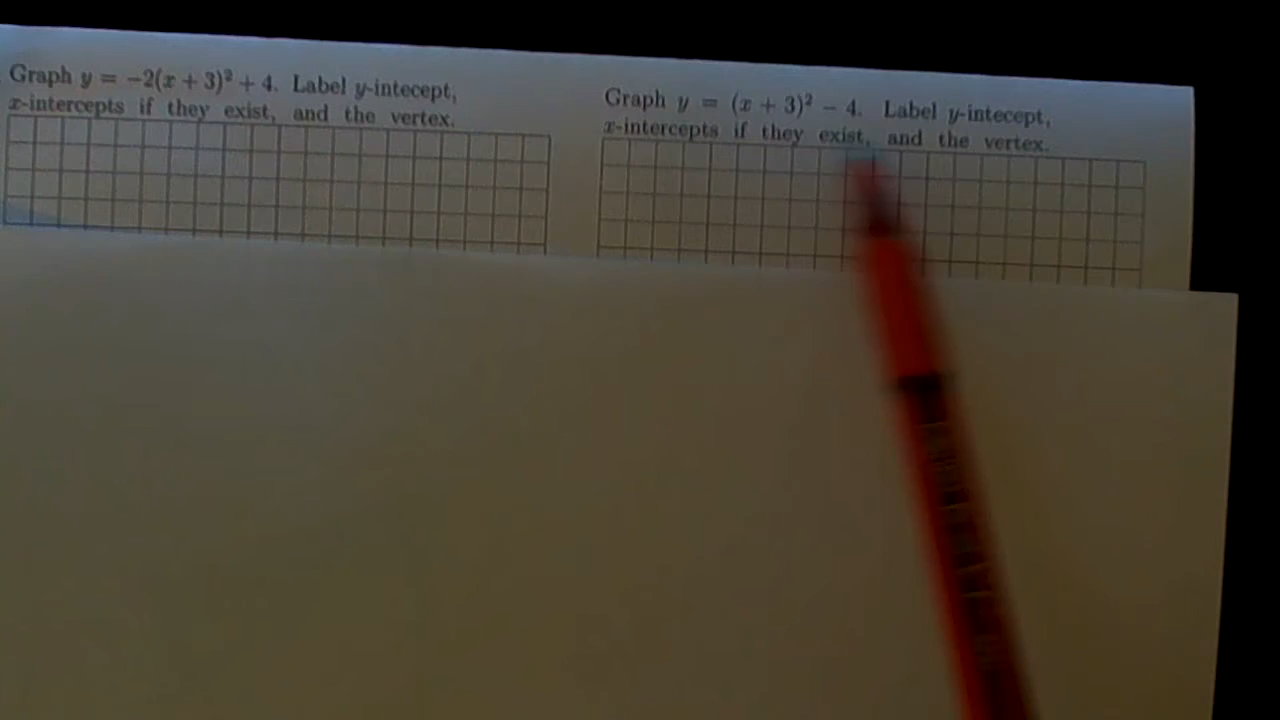 Graph y = −2(x + 3)² + 4. Label y-intecept,
x-intercepts if they exist, and the vertex.
Graph y = (x + 3)² − 4. Label y-intecept,
x-intercepts if they exist, and the vertex.